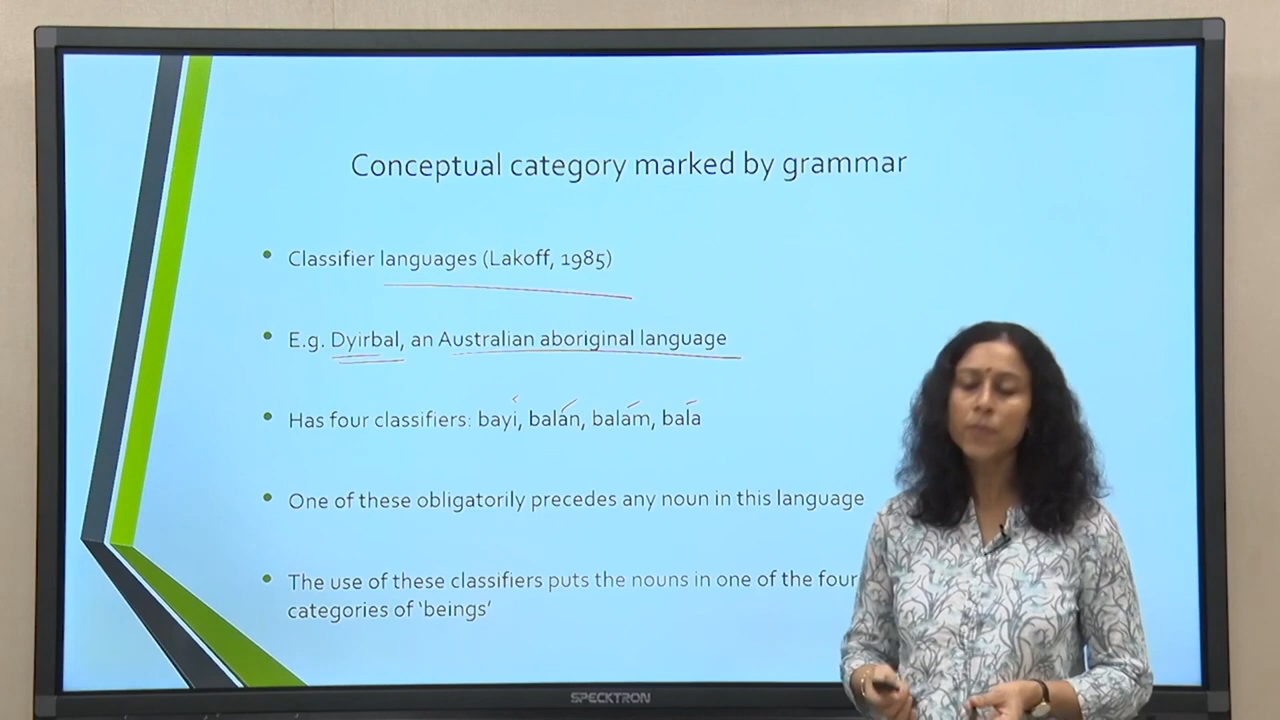 Conceptual category marked by grammar
• Classifier languages (Lakoff, 1985)
• E.g. Dyirbal, an Australian aboriginal language
• Has four classifiers: bayi, balan, balam, bala
• One of these obligatorily precedes any noun in this language
• The use of these classifiers puts the nouns in one of the four
categories of ‘beings’
SPECKTRON